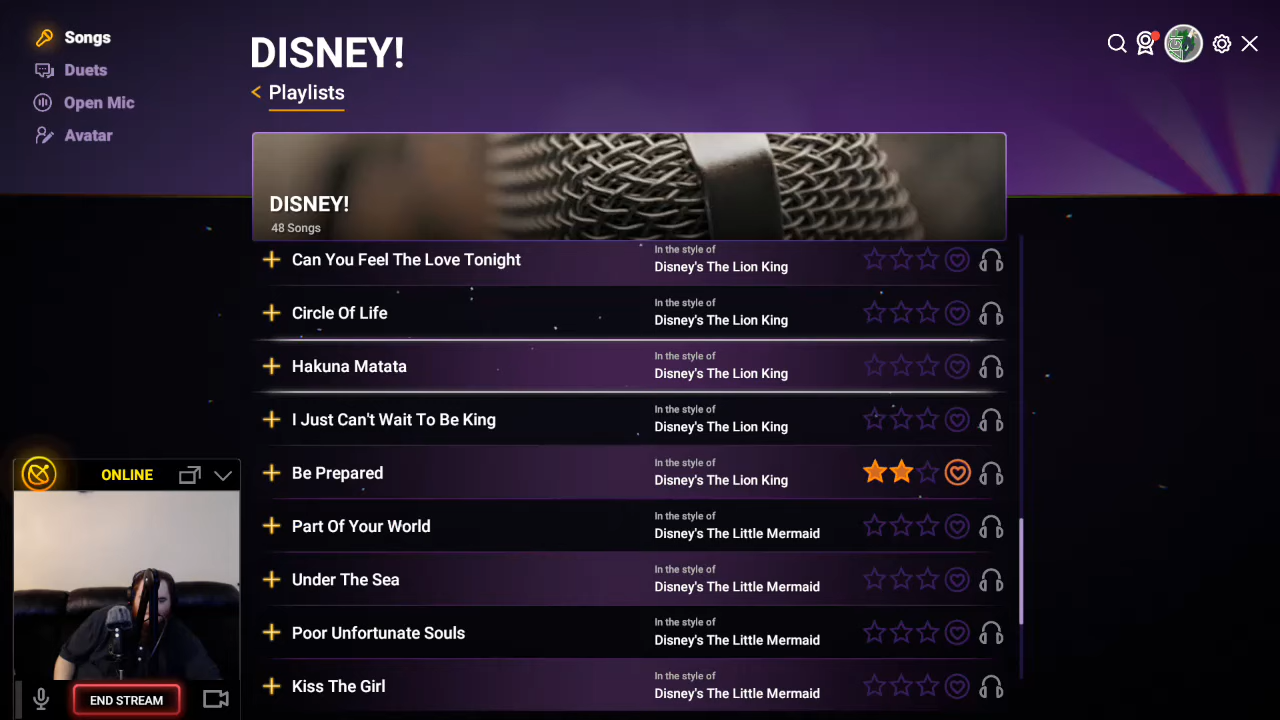 Songs
Duets
Open Mic
Avatar
DISNEY!
Playlists
DISNEY!
48 Songs
Can You Feel The Love Tonight
In the style of
Disney's The Lion King
Circle Of Life
In the style of
Disney's The Lion King
Hakuna Matata
In the style of
Disney's The Lion King
I Just Can't Wait To Be King
In the style of
Disney's The Lion King
Be Prepared
In the style of
Disney's The Lion King
Part Of Your World
In the style of
Disney's The Little Mermaid
Under The Sea
In the style of
Disney's The Little Mermaid
Poor Unfortunate Souls
In the style of
Disney's The Little Mermaid
Kiss The Girl
In the style of
Disney's The Little Mermaid
ONLINE
END STREAM